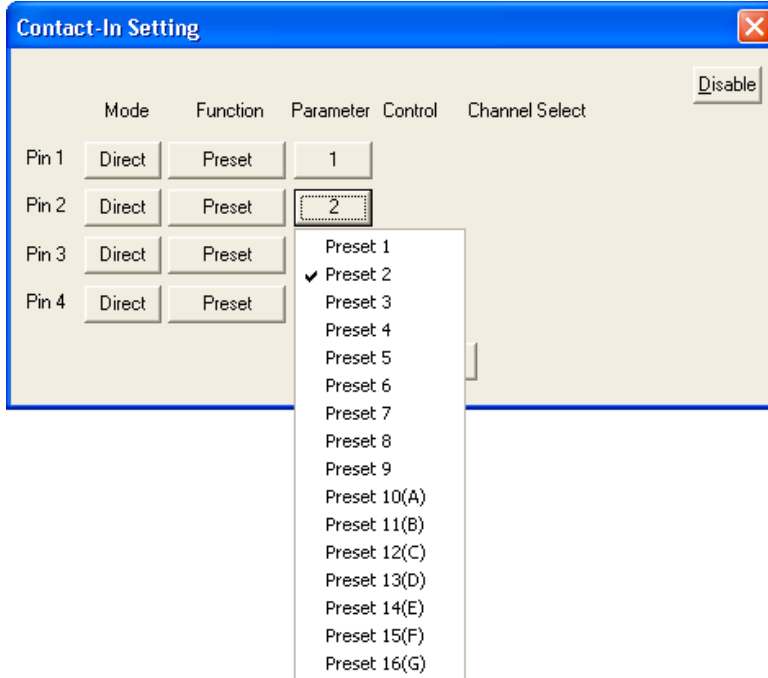 Contact-In Setting
Disable
Mode Function Parameter Control Channel Select
Pin 1 Direct Preset 1
Pin 2 Direct Preset 2
Pin 3 Direct Preset
Pin 4 Direct Preset
Preset 1
Preset 2
Preset 3
Preset 4
Preset 5
Preset 6
Preset 7
Preset 8
Preset 9
Preset 10(A)
Preset 11(B)
Preset 12(C)
Preset 13(D)
Preset 14(E)
Preset 15(F)
Preset 16(G)